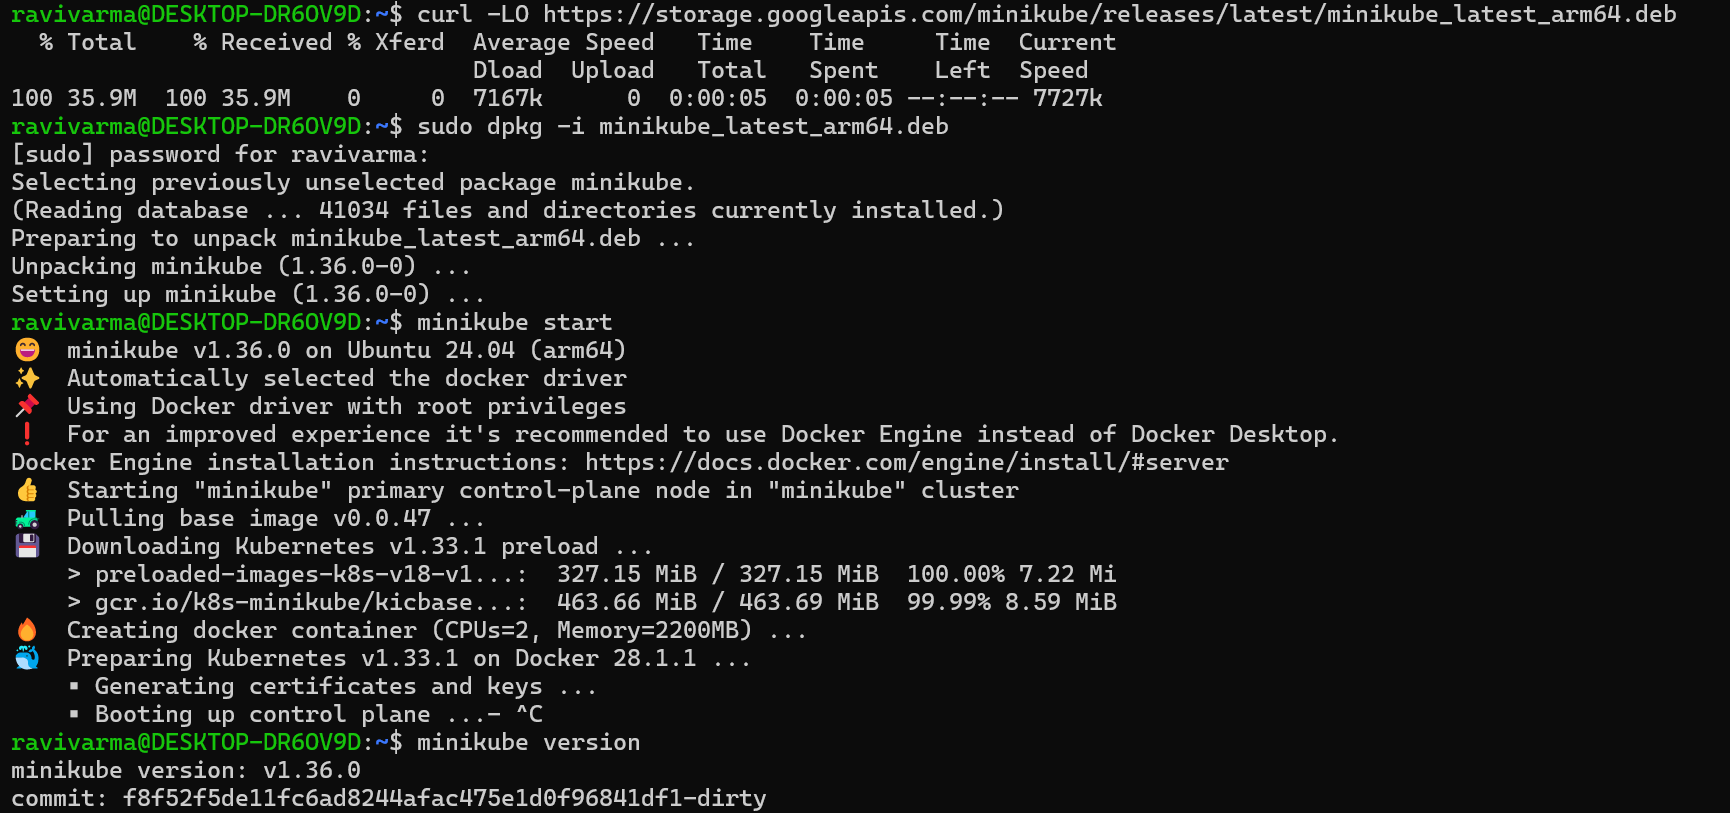 ravivarma@DESKTOP-DR6OV9D:~$ curl -LO https://storage.googleapis.com/minikube/releases/latest/minikube_latest_arm64.deb
  % Total    % Received % Xferd  Average Speed   Time    Time     Time  Current
                                 Dload  Upload   Total   Spent    Left  Speed
100 35.9M  100 35.9M    0     0  7167k      0  0:00:05  0:00:05 --:--:-- 7727k
ravivarma@DESKTOP-DR6OV9D:~$ sudo dpkg -i minikube_latest_arm64.deb
[sudo] password for ravivarma:
Selecting previously unselected package minikube.
(Reading database ... 41034 files and directories currently installed.)
Preparing to unpack minikube_latest_arm64.deb ...
Unpacking minikube (1.36.0-0) ...
Setting up minikube (1.36.0-0) ...
ravivarma@DESKTOP-DR6OV9D:~$ minikube start
😄  minikube v1.36.0 on Ubuntu 24.04 (arm64)
✨  Automatically selected the docker driver
📌  Using Docker driver with root privileges
❗  For an improved experience it's recommended to use Docker Engine instead of Docker Desktop.
Docker Engine installation instructions: https://docs.docker.com/engine/install/#server
👍  Starting "minikube" primary control-plane node in "minikube" cluster
🚜  Pulling base image v0.0.47 ...
💾  Downloading Kubernetes v1.33.1 preload ...
    > preloaded-images-k8s-v18-v1...:  327.15 MiB / 327.15 MiB  100.00% 7.22 Mi
    > gcr.io/k8s-minikube/kicbase...:  463.66 MiB / 463.69 MiB  99.99% 8.59 MiB
🔥  Creating docker container (CPUs=2, Memory=2200MB) ...
🐳  Preparing Kubernetes v1.33.1 on Docker 28.1.1 ...
    ▪ Generating certificates and keys ...
    ▪ Booting up control plane ...- ^C
ravivarma@DESKTOP-DR6OV9D:~$ minikube version
minikube version: v1.36.0
commit: f8f52f5de11fc6ad8244afac475e1d0f96841df1-dirty